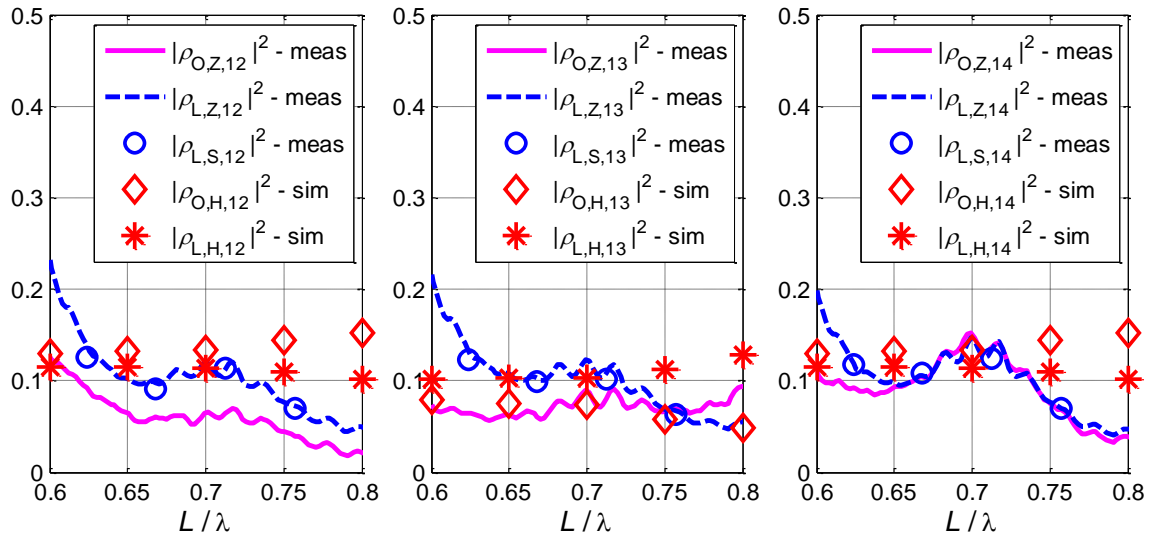 0.5
0.4
0.3
0.2
0.1
0
|ρO,Z,12|² - meas
|ρL,Z,12|² - meas
|ρL,S,12|² - meas
|ρO,H,12|² - sim
|ρL,H,12|² - sim
0.6 0.65 0.7 0.75 0.8
L / λ
0.5
0.4
0.3
0.2
0.1
0
|ρO,Z,13|² - meas
|ρL,Z,13|² - meas
|ρL,S,13|² - meas
|ρO,H,13|² - sim
|ρL,H,13|² - sim
0.6 0.65 0.7 0.75 0.8
L / λ
0.5
0.4
0.3
0.2
0.1
0
|ρO,Z,14|² - meas
|ρL,Z,14|² - meas
|ρL,S,14|² - meas
|ρO,H,14|² - sim
|ρL,H,14|² - sim
0.6 0.65 0.7 0.75 0.8
L / λ